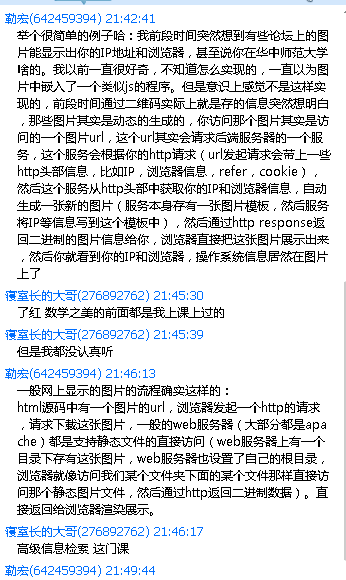 勒宏(642459394) 21:42:41
举个很简单的例子哈：我前段时间突然想到有些论坛上的图
片能显示出你的IP地址和浏览器，甚至说你在华中师范大学
啥的。我以前一直很好奇，不知道怎么实现的，一直以为图
片中嵌入了一个类似js的程序。但是意识上感觉不是这样实
现的，前段时间通过二维码实际上就是存的信息突然想明白
，那些图片其实是动态的生成的，你访问那个图片其实是访
问的一个图片url，这个url其实会请求后端服务器的一个服
务，这个服务会根据你的http请求（url发起请求会带上一些
http头部信息，比如IP，浏览器信息，refer，cookie），
然后这个服务从http头部中获取你的IP和浏览器信息，自动
生成一张新的图片（服务本身存有一张图片模板，然后服务
将IP等信息写到这个模板中），然后通过http response返
回二进制的图片信息给你，浏览器直接把这张图片展示出来
，然后你就看到你的IP和浏览器，操作系统信息居然在图片
上了
寝室长的大哥(276892762) 21:45:30
了红 数学之美的前面都是我上课上过的
寝室长的大哥(276892762) 21:45:39
但是我都没认真听
勒宏(642459394) 21:46:13
一般网上显示的图片的流程确实这样的：
html源码中有一个图片的url，浏览器发起一个http的请求
，请求下载这张图片，一般的web服务器（大部分都是apa
che）都是支持静态文件的直接访问（web服务器上有一个
目录下存有这张图片，web服务器也设置了自己的根目录，
浏览器就像访问我们某个文件夹下面的某个文件那样直接访
问那个静态图片文件，然后通过http返回二进制数据）。直
接返回给浏览器渲染展示。
寝室长的大哥(276892762) 21:46:17
高级信息检索 这门课
勒宏(642459394) 21:49:44